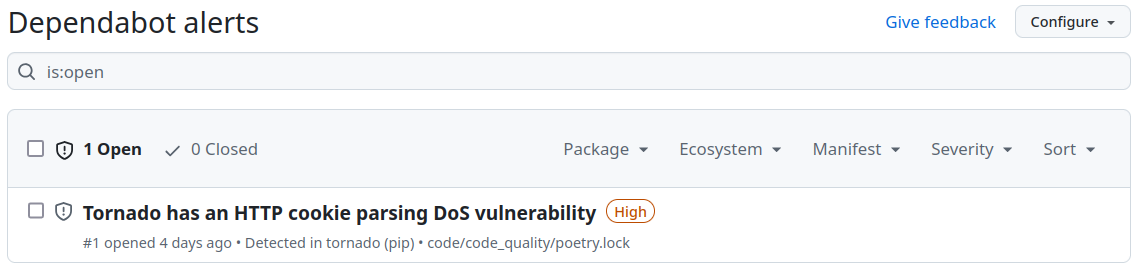 Dependabot alerts
Give feedback
Configure
is:open
1 Open
0 Closed
Package
Ecosystem
Manifest
Severity
Sort
Tornado has an HTTP cookie parsing DoS vulnerability
High
#1 opened 4 days ago • Detected in tornado (pip) • code/code_quality/poetry.lock